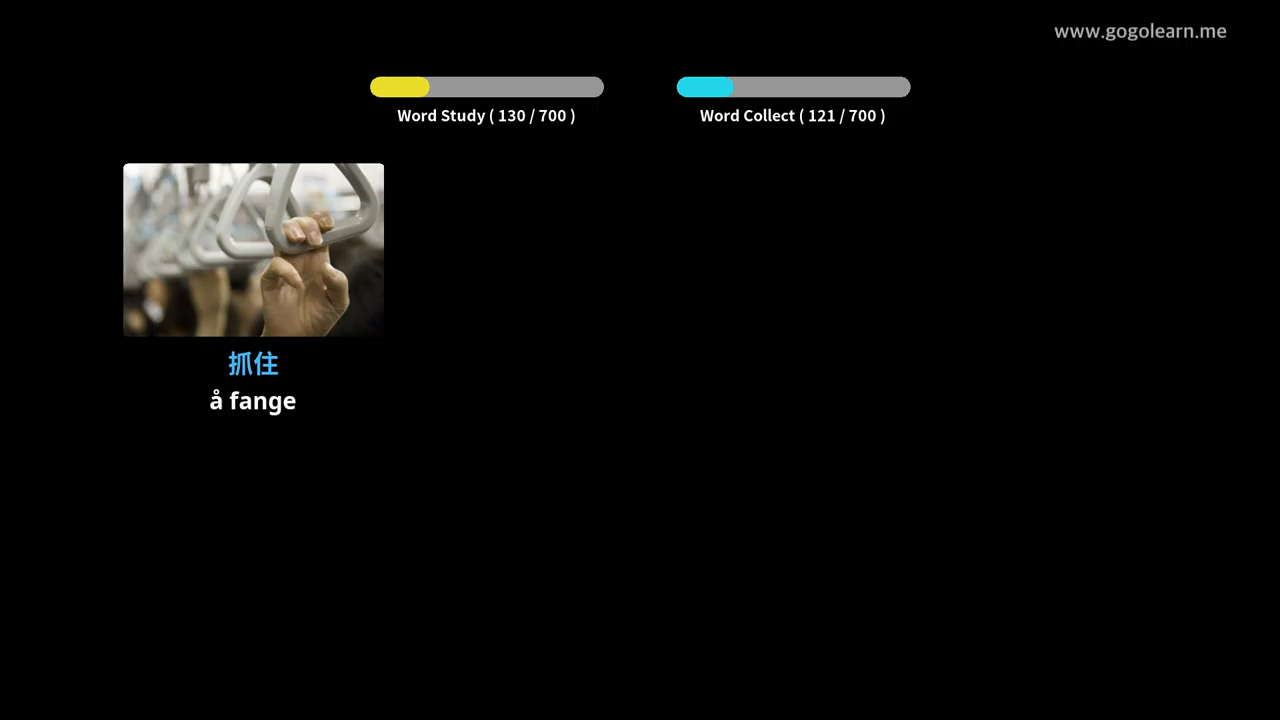 www.gogolearn.me
Word Study ( 130 / 700 )
Word Collect ( 121 / 700 )
抓住
å fange